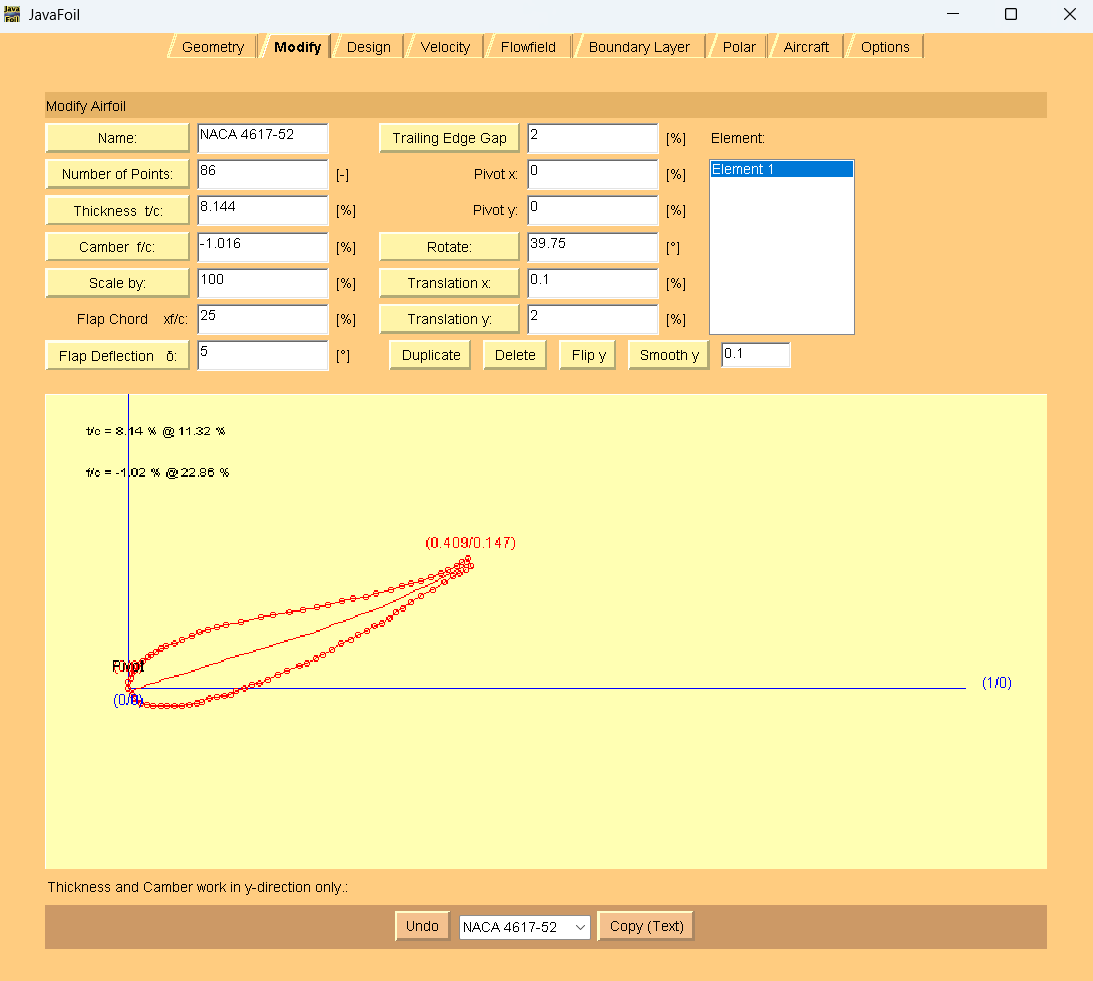 JavaFoil
Geometry Modify Design Velocity Flowfield Boundary Layer Polar Aircraft Options
Modify Airfoil
Name: NACA 4617-52 Trailing Edge Gap 2 [%] Element:
Number of Points: 86 [-] Pivot x: 0 [%] Element 1
Thickness t/c: 8.144 [%] Pivot y: 0 [%]
Camber f/c: -1.016 [%] Rotate: 39.75 [°]
Scale by: 100 [%] Translation x: 0.1 [%]
Flap Chord xf/c: 25 [%] Translation y: 2 [%]
Flap Deflection δ: 5 [°] Duplicate Delete Flip y Smooth y 0.1
t/c = 8.14 % @ 11.32 %
f/c = -1.02 % @ 22.86 %
(0.409/0.147)
(1/0)
(0/0)
Thickness and Camber work in y-direction only.:
Undo NACA 4617-52 Copy (Text)